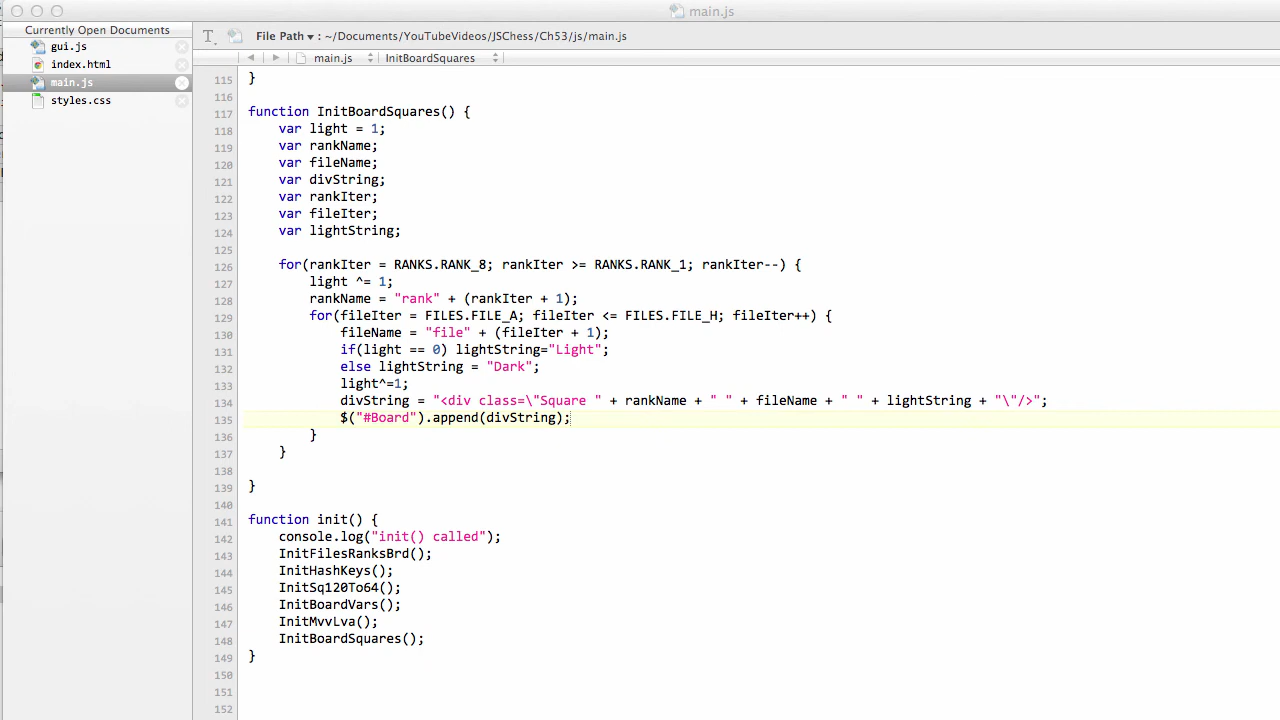 main.js
Currently Open Documents
gui.js
index.html
main.js
styles.css
File Path ▾ : ~/Documents/YouTubeVideos/JSChess/Ch53/js/main.js
main.js InitBoardSquares
115 }
116
117 function InitBoardSquares() {
118 var light = 1;
119 var rankName;
120 var fileName;
121 var divString;
122 var rankIter;
123 var fileIter;
124 var lightString;
125
126 for(rankIter = RANKS.RANK_8; rankIter >= RANKS.RANK_1; rankIter--) {
127 light ^= 1;
128 rankName = "rank" + (rankIter + 1);
129 for(fileIter = FILES.FILE_A; fileIter <= FILES.FILE_H; fileIter++) {
130 fileName = "file" + (fileIter + 1);
131 if(light == 0) lightString="Light";
132 else lightString = "Dark";
133 light^=1;
134 divString = "<div class=\"Square " + rankName + " " + fileName + " " + lightString + "\"/>";
135 $("#Board").append(divString);
136 }
137 }
138
139 }
140
141 function init() {
142 console.log("init() called");
143 InitFilesRanksBrd();
144 InitHashKeys();
145 InitSq120To64();
146 InitBoardVars();
147 InitMvvLva();
148 InitBoardSquares();
149 }
150
151
152